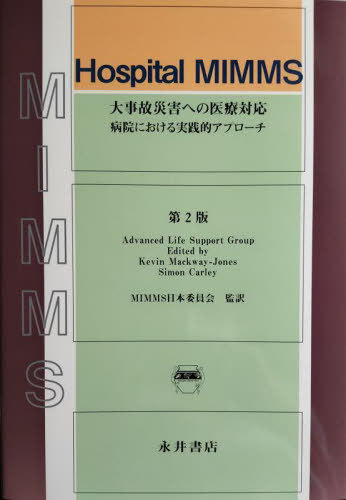 Hospital MIMMS
大事故災害への医療対応
病院における実践的アプローチ
第2版
Advanced Life Support Group
Edited by
Kevin Mackway-Jones
Simon Carley
MIMMS日本委員会 監訳
永井書店
MIMMS